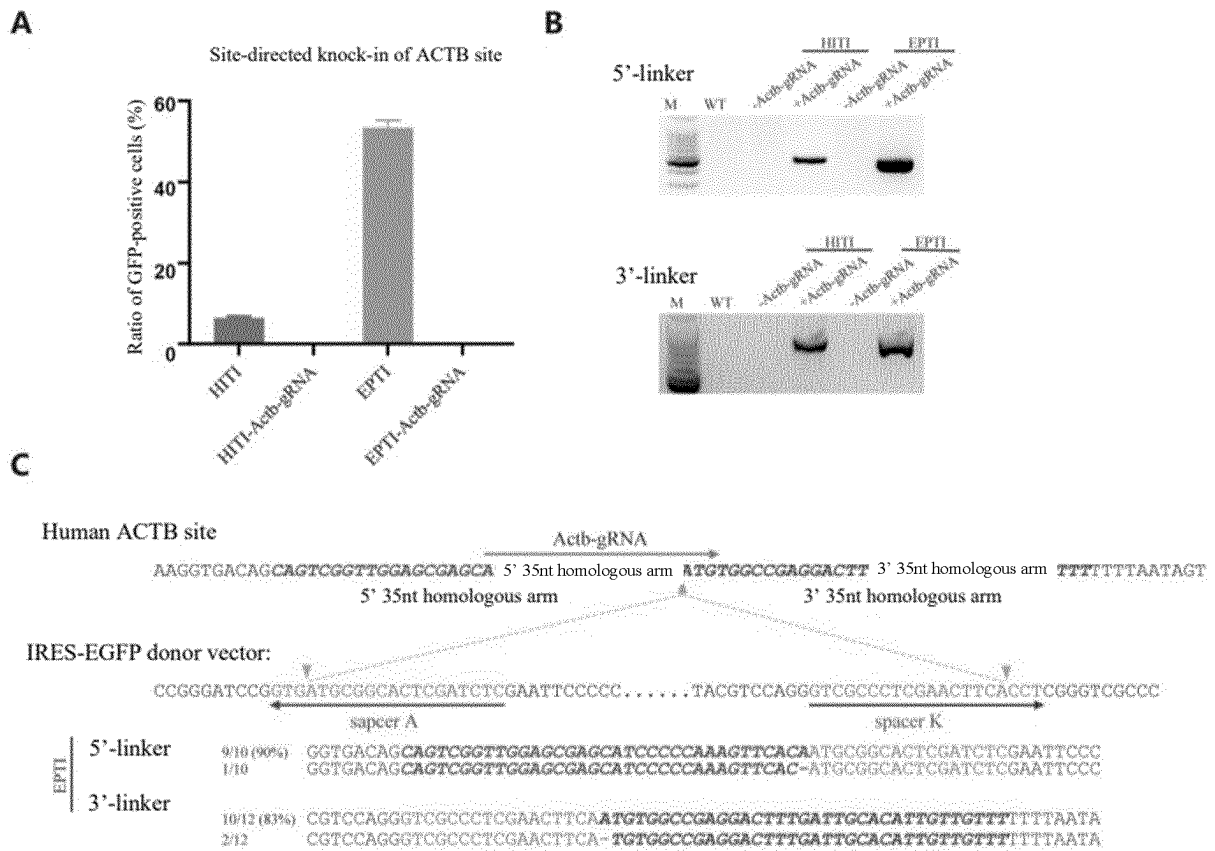 A
Site-directed knock-in of ACTB site
Ratio of GFP-positive cells (%)
60
40
20
0
HITI
HITI-Actb-gRNA
EPTI
EPTI-Actb-gRNA
B
5'-linker
HITI
EPTI
M
WT
-Actb-gRNA
+Actb-gRNA
-Actb-gRNA
+Actb-gRNA
3'-linker
HITI
EPTI
M
WT
-Actb-gRNA
+Actb-gRNA
-Actb-gRNA
+Actb-gRNA
C
Human ACTB site
Actb-gRNA
AAGGTGACAGCAGTCGGTTGGAGCGAGCA 5' 35nt homologous arm ATGTGGCCGAGGACTT 3' 35nt homologous arm TTTTTTTAATAGT
5' 35nt homologous arm
3' 35nt homologous arm
IRES-EGFP donor vector:
CCGGGATCCGGTGATGCGGCACTCGATCTCGAATTCCCCC......TACGTCCAGGGTCGCCCTCGAACTTCACCTCGGGTCGCCC
sapcer A
spacer K
EPTI
5'-linker
9/10 (90%) GGTGACAGCAGTCGGTTGGAGCGAGCATCCCCCAAAGTTCACAATGCGGCACTCGATCTCGAATTCCC
1/10 GGTGACAGCAGTCGGTTGGAGCGAGCATCCCCCAAAGTTCAC-ATGCGGCACTCGATCTCGAATTCCC
3'-linker
10/12 (83%) CGTCCAGGGTCGCCCTCGAACTTCAATGTGGCCGAGGACTTTGATTGCACATTGTTGTTTTTTTAATA
2/12 CGTCCAGGGTCGCCCTCGAACTTCA-TGTGGCCGAGGACTTTGATTGCACATTGTTGTTTTTTTAATA